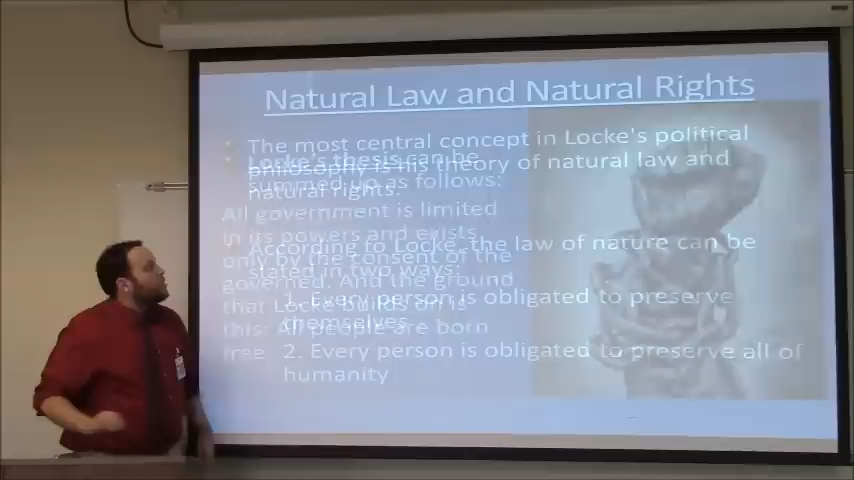 Natural Law and Natural Rights
The most central concept in Locke's political
philosophy is his theory of natural law and
natural rights.
According to Locke, the law of nature can be
stated in two ways:
1. Every person is obligated to preserve
themselves
2. Every person is obligated to preserve all of
humanity
Locke's thesis can be
summed up as follows:
All government is limited
in its powers and exists
only by the consent of the
governed. And the ground
that Locke builds on is
this: All people are born
free